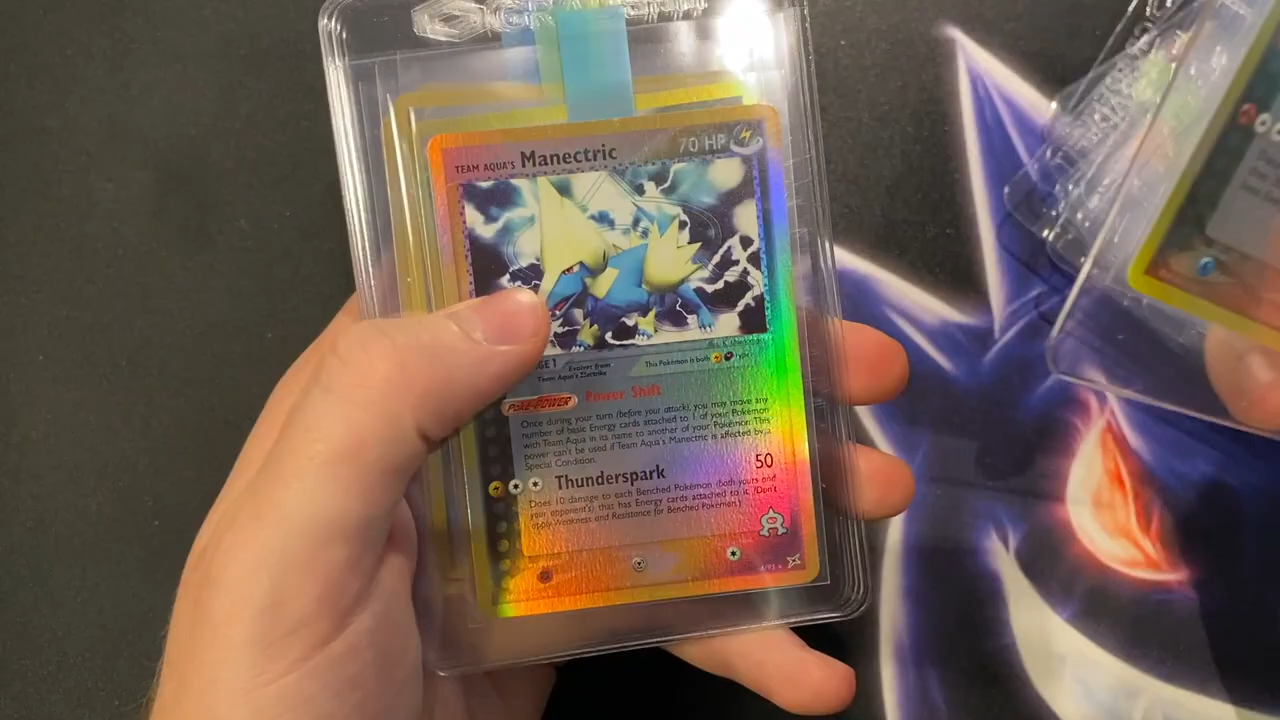 TEAM AQUA'S Manectric 70 HP
Illus. K. 
STAGE 1 Evolves from Team Aqua's Electrike This Pokémon is both type.
POKé-POWER Power Shift
Once during your turn (before your attack), you may move any
number of basic Energy cards attached to 1 of your Pokémon
with Team Aqua in its name to another of your Pokémon. This
power can't be used if Team Aqua's Manectric is affected by a
Special Condition.
Thunderspark 50
Does 10 damage to each Benched Pokémon (both yours and
your opponent's) that has Energy cards attached to it. (Don't
apply Weakness and Resistance for Benched Pokémon.)
4/95